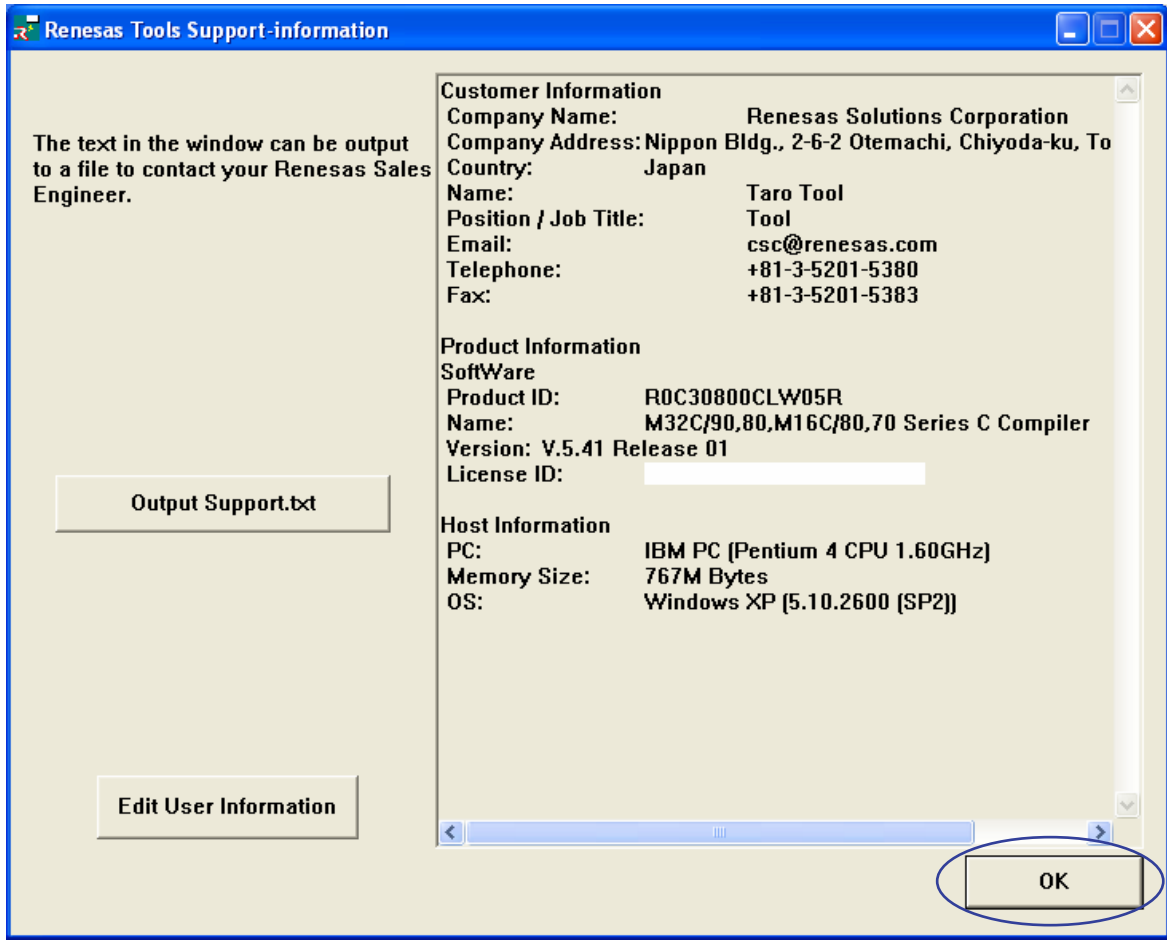 Renesas Tools Support-information
The text in the window can be output
to a file to contact your Renesas Sales
Engineer.
Output Support.txt
Edit User Information
Customer Information
Company Name: Renesas Solutions Corporation
Company Address: Nippon Bldg., 2-6-2 Otemachi, Chiyoda-ku, To
Country: Japan
Name: Taro Tool
Position / Job Title: Tool
Email: csc@renesas.com
Telephone: +81-3-5201-5380
Fax: +81-3-5201-5383
Product Information
SoftWare
Product ID: R0C30800CLW05R
Name: M32C/90,80,M16C/80,70 Series C Compiler
Version: V.5.41 Release 01
License ID:
Host Information
PC: IBM PC (Pentium 4 CPU 1.60GHz)
Memory Size: 767M Bytes
OS: Windows XP (5.10.2600 (SP2))
OK